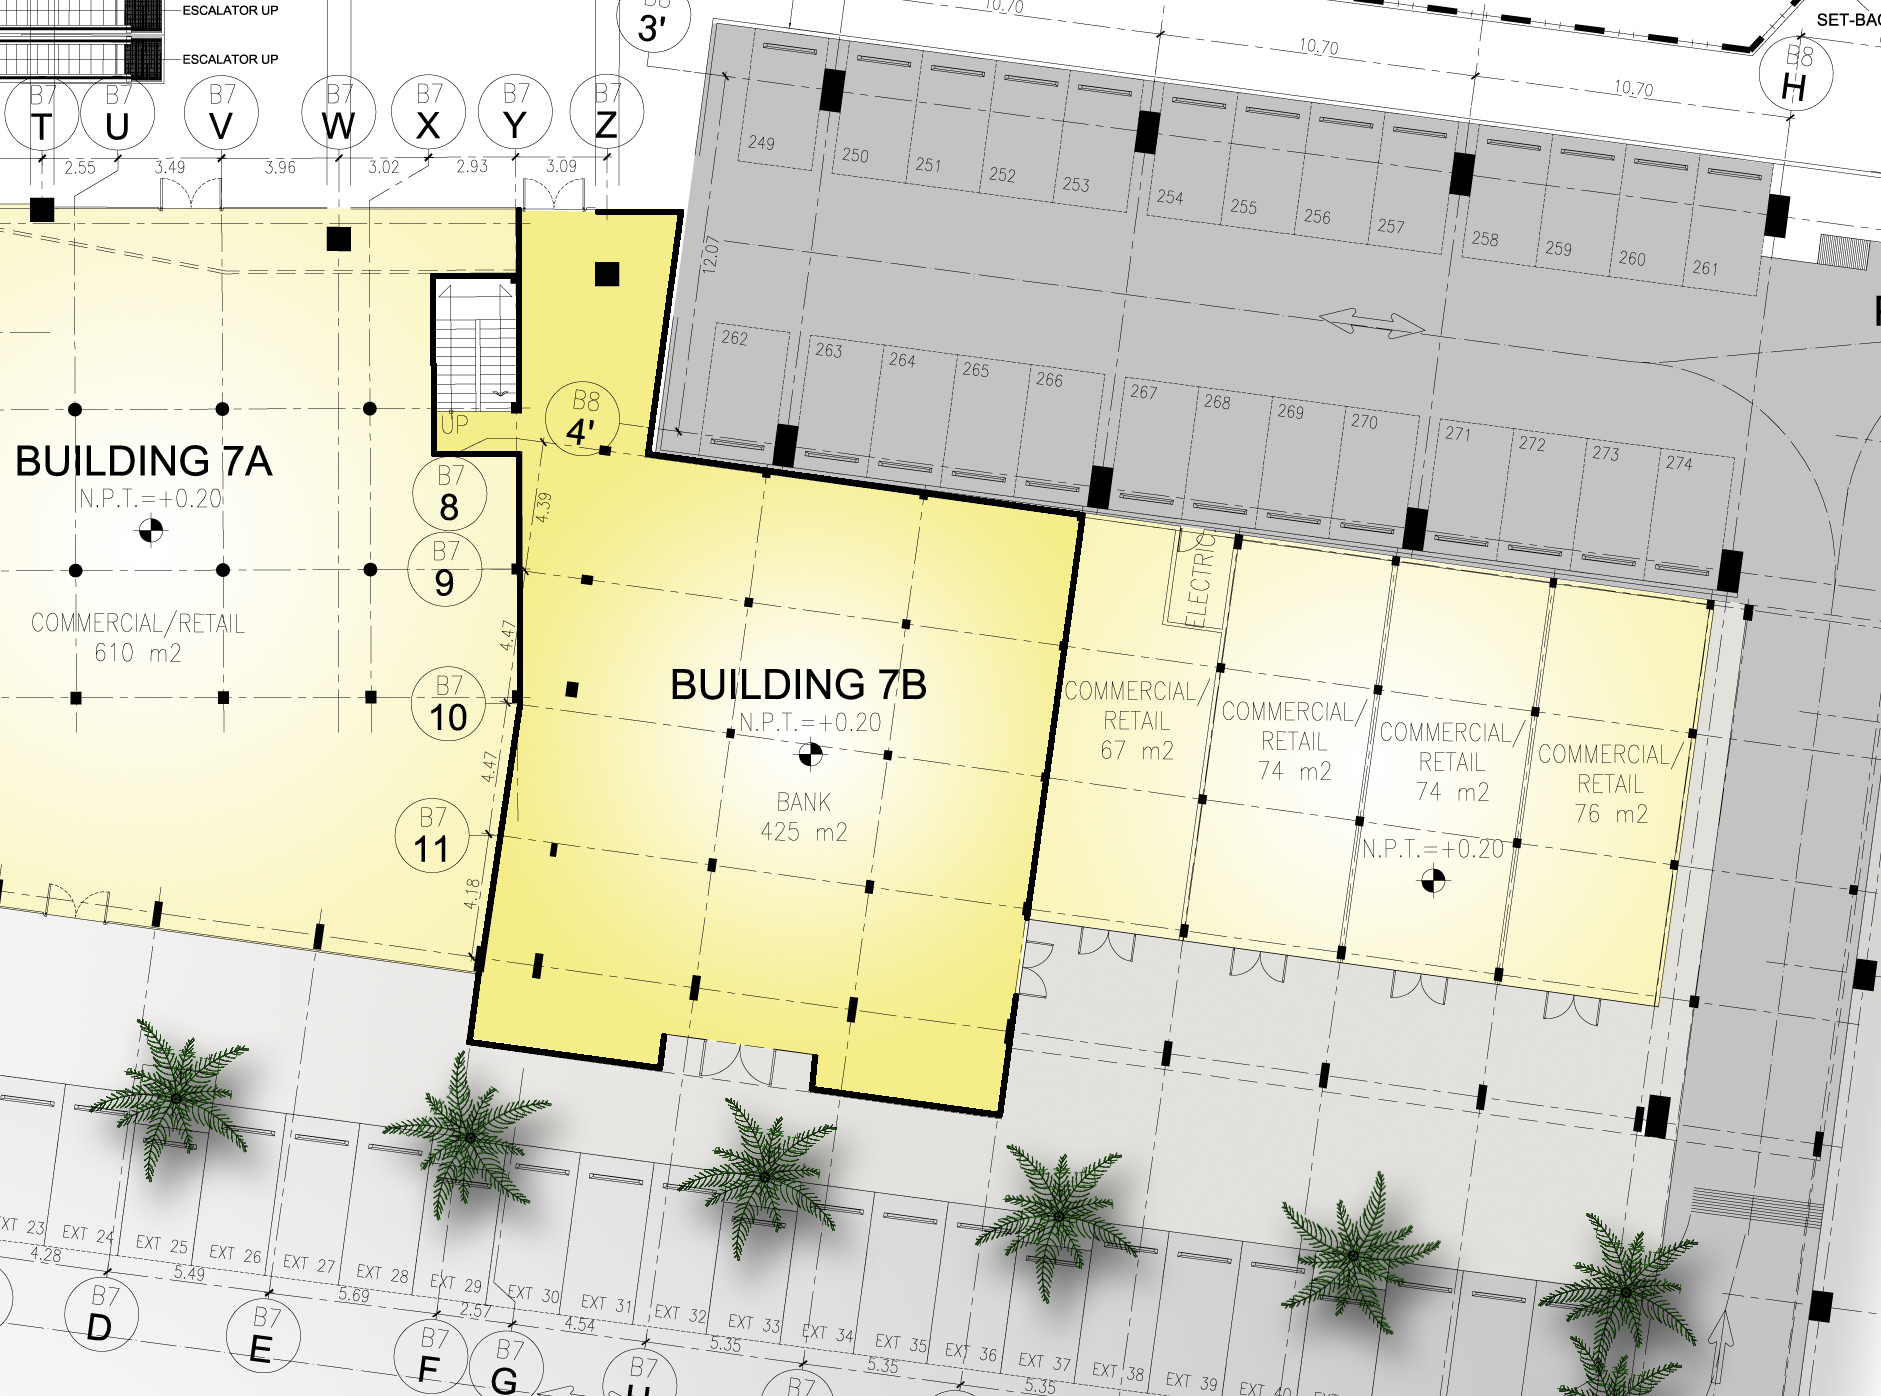 ESCALATOR UP
ESCALATOR UP
B8
3'
10.70
10.70
10.70
SET-BAC
B8
H
B7
T
B7
U
B7
V
B7
W
B7
X
B7
Y
B7
Z
2.55
3.49
3.96
3.02
2.93
3.09
249
250
251
252
253
254
255
256
257
258
259
260
261
12.07
262
263
264
265
266
267
268
269
270
271
272
273
274
B8
4'
UP
BUILDING 7A
N.P.T.=+0.20
COMMERCIAL/RETAIL
610 m2
B7
8
B7
9
B7
10
B7
11
4.39
4.47
4.47
4.18
BUILDING 7B
N.P.T.=+0.20
BANK
425 m2
ELECTRIC
COMMERCIAL/
RETAIL
67 m2
COMMERCIAL/
RETAIL
74 m2
COMMERCIAL/
RETAIL
74 m2
N.P.T.=+0.20
COMMERCIAL/
RETAIL
76 m2
EXT 23
EXT 24
EXT 25
EXT 26
EXT 27
EXT 28
EXT 29
EXT 30
EXT 31
EXT 32
EXT 33
EXT 34
EXT 35
EXT 36
EXT 37
EXT 38
EXT 39
EXT 40
4.28
5.49
5.69
2.57
4.54
5.35
5.35
5.35
B7
D
B7
E
B7
F
B7
G
B7
H
B7